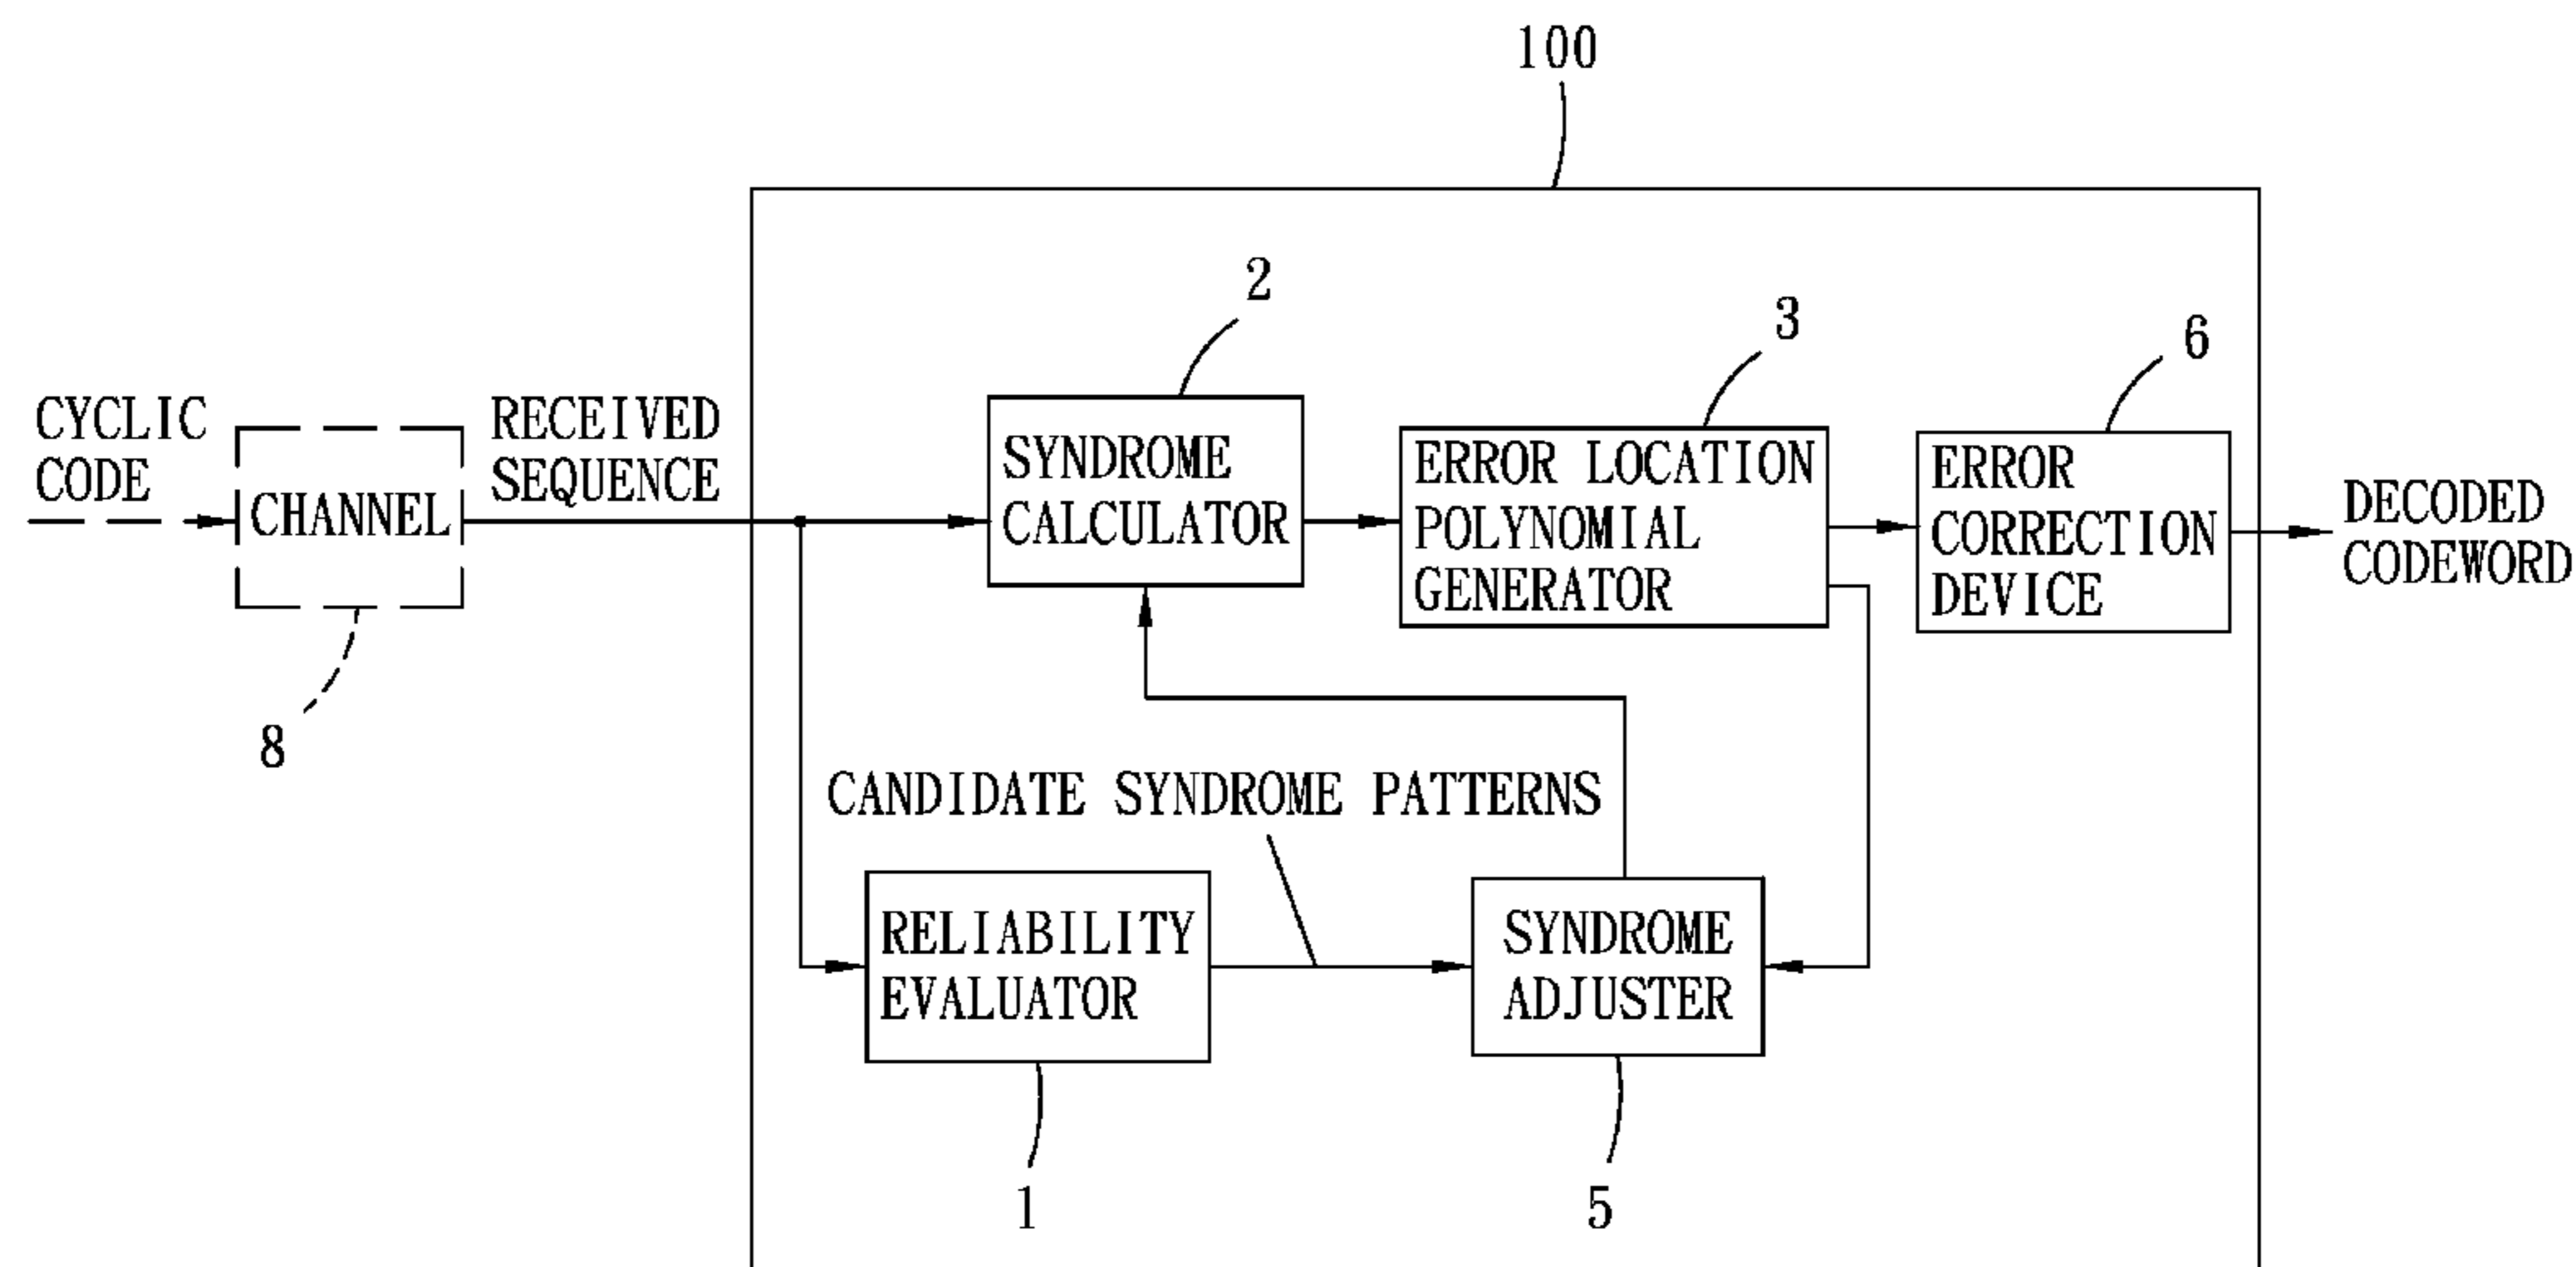 100
2
3
6
CYCLIC
CODE
CHANNEL
8
RECEIVED
SEQUENCE
SYNDROME
CALCULATOR
ERROR LOCATION
POLYNOMIAL
GENERATOR
ERROR
CORRECTION
DEVICE
DECODED
CODEWORD
CANDIDATE SYNDROME PATTERNS
RELIABILITY
EVALUATOR
SYNDROME
ADJUSTER
1
5